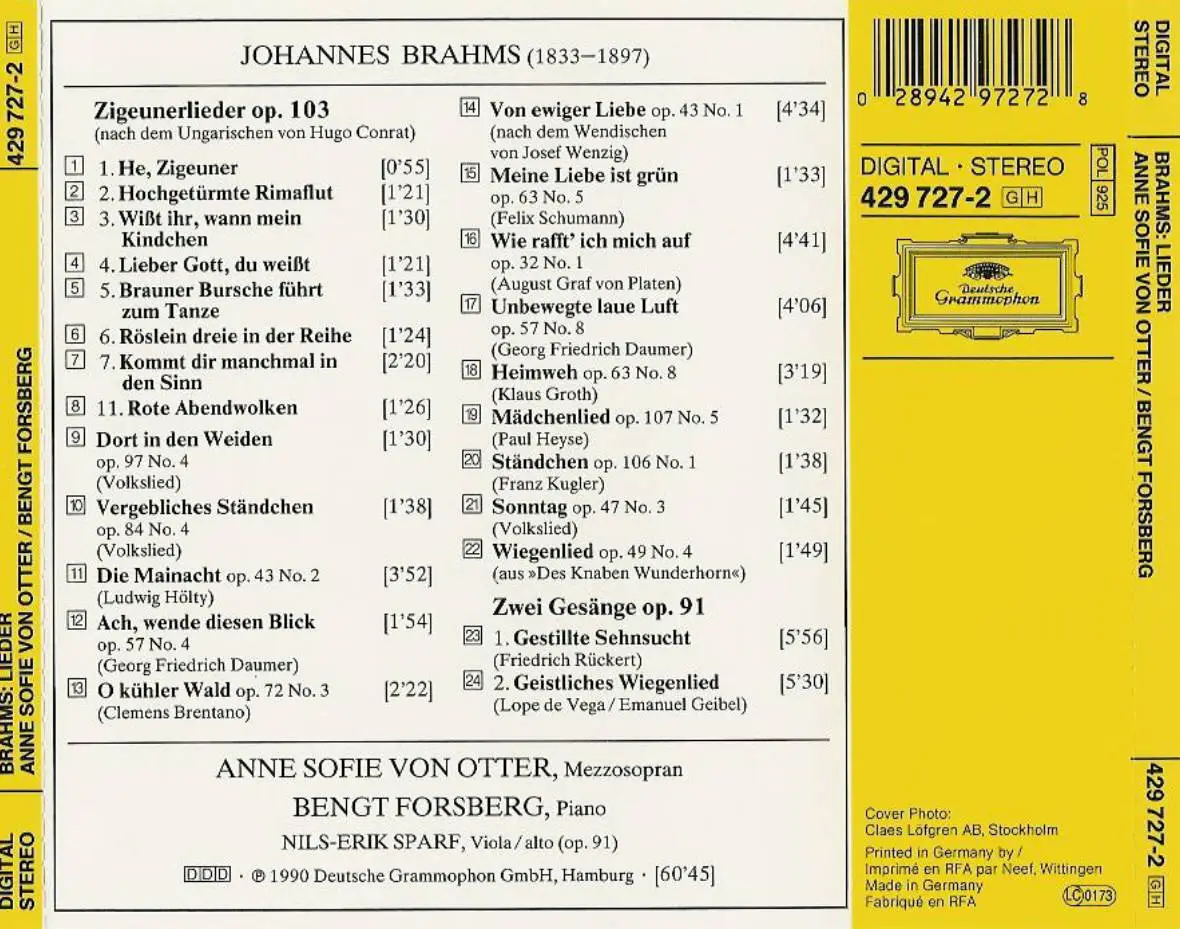 429 727-2 GH
BRAHMS: LIEDER
ANNE SOFIE VON OTTER / BENGT FORSBERG
DIGITAL
STEREO
JOHANNES BRAHMS (1833–1897)
Zigeunerlieder op. 103
(nach dem Ungarischen von Hugo Conrat)
1 1. He, Zigeuner [0'55]
2 2. Hochgetürmte Rimaflut [1'21]
3 3. Wißt ihr, wann mein [1'30]
Kindchen
4 4. Lieber Gott, du weißt [1'21]
5 5. Brauner Bursche führt [1'33]
zum Tanze
6 6. Röslein dreie in der Reihe [1'24]
7 7. Kommt dir manchmal in [2'20]
den Sinn
8 11. Rote Abendwolken [1'26]
9 Dort in den Weiden [1'30]
op. 97 No. 4
(Volkslied)
10 Vergebliches Ständchen [1'38]
op. 84 No. 4
(Volkslied)
11 Die Mainacht op. 43 No. 2 [3'52]
(Ludwig Hölty)
12 Ach, wende diesen Blick [1'54]
op. 57 No. 4
(Georg Friedrich Daumer)
13 O kühler Wald op. 72 No. 3 [2'22]
(Clemens Brentano)
14 Von ewiger Liebe op. 43 No. 1 [4'34]
(nach dem Wendischen
von Josef Wenzig)
15 Meine Liebe ist grün [1'33]
op. 63 No. 5
(Felix Schumann)
16 Wie rafft' ich mich auf [4'41]
op. 32 No. 1
(August Graf von Platen)
17 Unbewegte laue Luft [4'06]
op. 57 No. 8
(Georg Friedrich Daumer)
18 Heimweh op. 63 No. 8 [3'19]
(Klaus Groth)
19 Mädchenlied op. 107 No. 5 [1'32]
(Paul Heyse)
20 Ständchen op. 106 No. 1 [1'38]
(Franz Kugler)
21 Sonntag op. 47 No. 3 [1'45]
(Volkslied)
22 Wiegenlied op. 49 No. 4 [1'49]
(aus »Des Knaben Wunderhorn«)
Zwei Gesänge op. 91
23 1. Gestillte Sehnsucht [5'56]
(Friedrich Rückert)
24 2. Geistliches Wiegenlied [5'30]
(Lope de Vega / Emanuel Geibel)
ANNE SOFIE VON OTTER, Mezzosopran
BENGT FORSBERG, Piano
NILS-ERIK SPARF, Viola/alto (op. 91)
DDD · ℗ 1990 Deutsche Grammophon GmbH, Hamburg · [60'45]
0 28942 97272 8
DIGITAL · STEREO
429 727-2 GH
POL 925
Deutsche
Grammophon
Cover Photo:
Claes Löfgren AB, Stockholm
Printed in Germany by /
Imprimé en RFA par Neef, Wittingen
Made in Germany
Fabriqué en RFA
LC 0173
DIGITAL
STEREO
BRAHMS: LIEDER
ANNE SOFIE VON OTTER / BENGT FORSBERG
429 727-2 GH